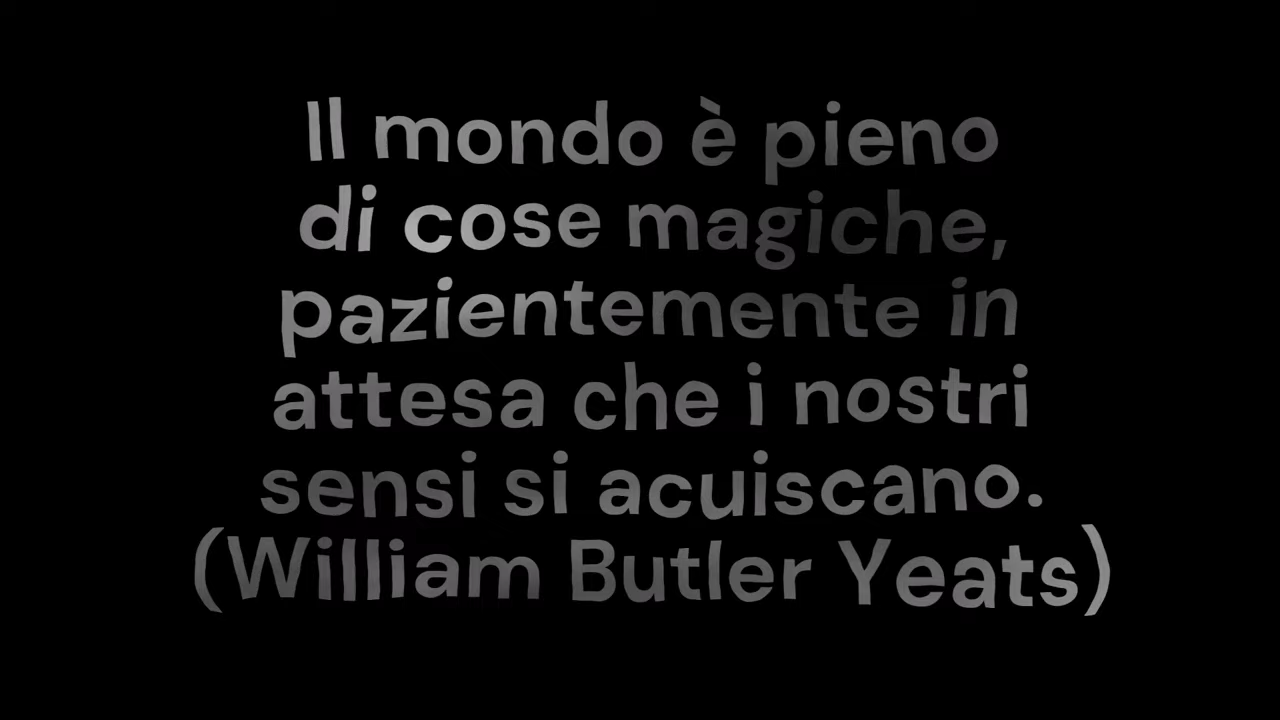 Il mondo è pieno
di cose magiche,
pazientemente in
attesa che i nostri
sensi si acuiscano.
(William Butler Yeats)